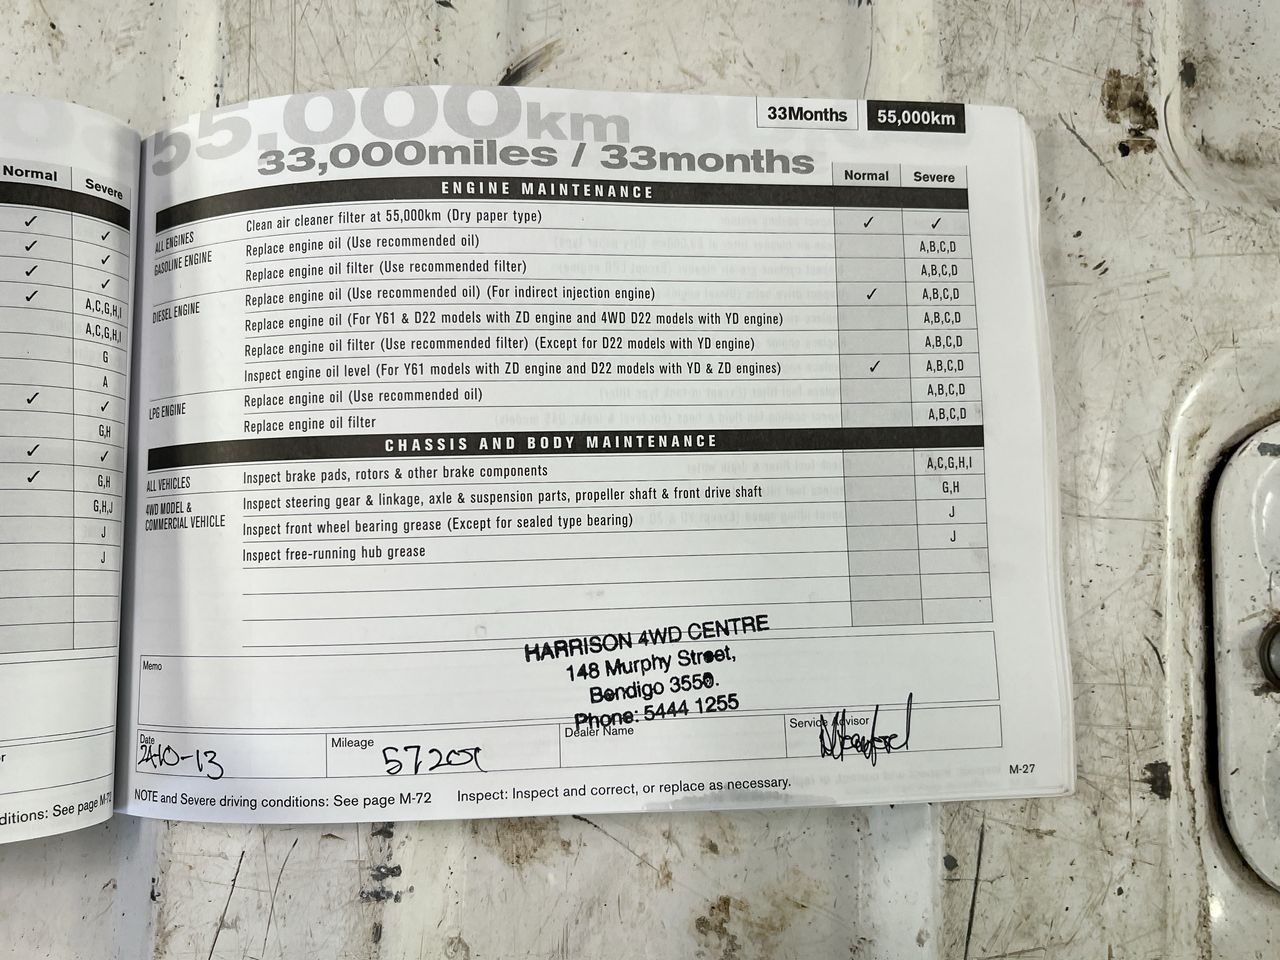 Normal
Severe
✓ ✓
✓ ✓
✓ ✓
✓ A,C,G,H,I
A,C,G,H,I
G
A
✓ ✓
G,H
✓ ✓
✓ G,H
G,H,J
J
J
ditions: See page M-72
55,000km
33,000miles / 33months
33Months
55,000km
Normal
Severe
ENGINE MAINTENANCE
ALL ENGINES
Clean air cleaner filter at 55,000km (Dry paper type) ✓ ✓
GASOLINE ENGINE
Replace engine oil (Use recommended oil) A,B,C,D
Replace engine oil filter (Use recommended filter) A,B,C,D
DIESEL ENGINE
Replace engine oil (Use recommended oil) (For indirect injection engine) ✓ A,B,C,D
Replace engine oil (For Y61 & D22 models with ZD engine and 4WD D22 models with YD engine) A,B,C,D
Replace engine oil filter (Use recommended filter) (Except for D22 models with YD engine) A,B,C,D
Inspect engine oil level (For Y61 models with ZD engine and D22 models with YD & ZD engines) ✓ A,B,C,D
LPG ENGINE
Replace engine oil (Use recommended oil) A,B,C,D
Replace engine oil filter A,B,C,D
CHASSIS AND BODY MAINTENANCE
ALL VEHICLES
Inspect brake pads, rotors & other brake components A,C,G,H,I
4WD MODEL &
COMMERCIAL VEHICLE
Inspect steering gear & linkage, axle & suspension parts, propeller shaft & front drive shaft G,H
Inspect front wheel bearing grease (Except for sealed type bearing) J
Inspect free-running hub grease J
Memo
HARRISON 4WD CENTRE
148 Murphy Street,
Bendigo 3550.
Phone: 5444 1255
Date
Mileage
Dealer Name
Service Advisor
NOTE and Severe driving conditions: See page M-72
Inspect: Inspect and correct, or replace as necessary.
M-27